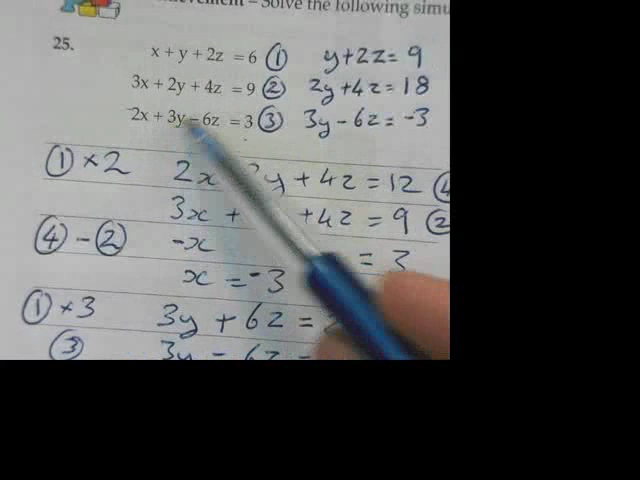 – Solve the following
25.
x + y + 2z = 6 ① y+2z= 9
3x + 2y + 4z = 9 ② 2y+4z = 18
-2x + 3y - 6z = 3 ③ 3y-6z = -3
① × 2 2x y + 4z = 12
3x + + 4z = 9 ②
④ - ② -x = 3
x = -3
① × 3 3y + 6z =
③ 3y - 6z